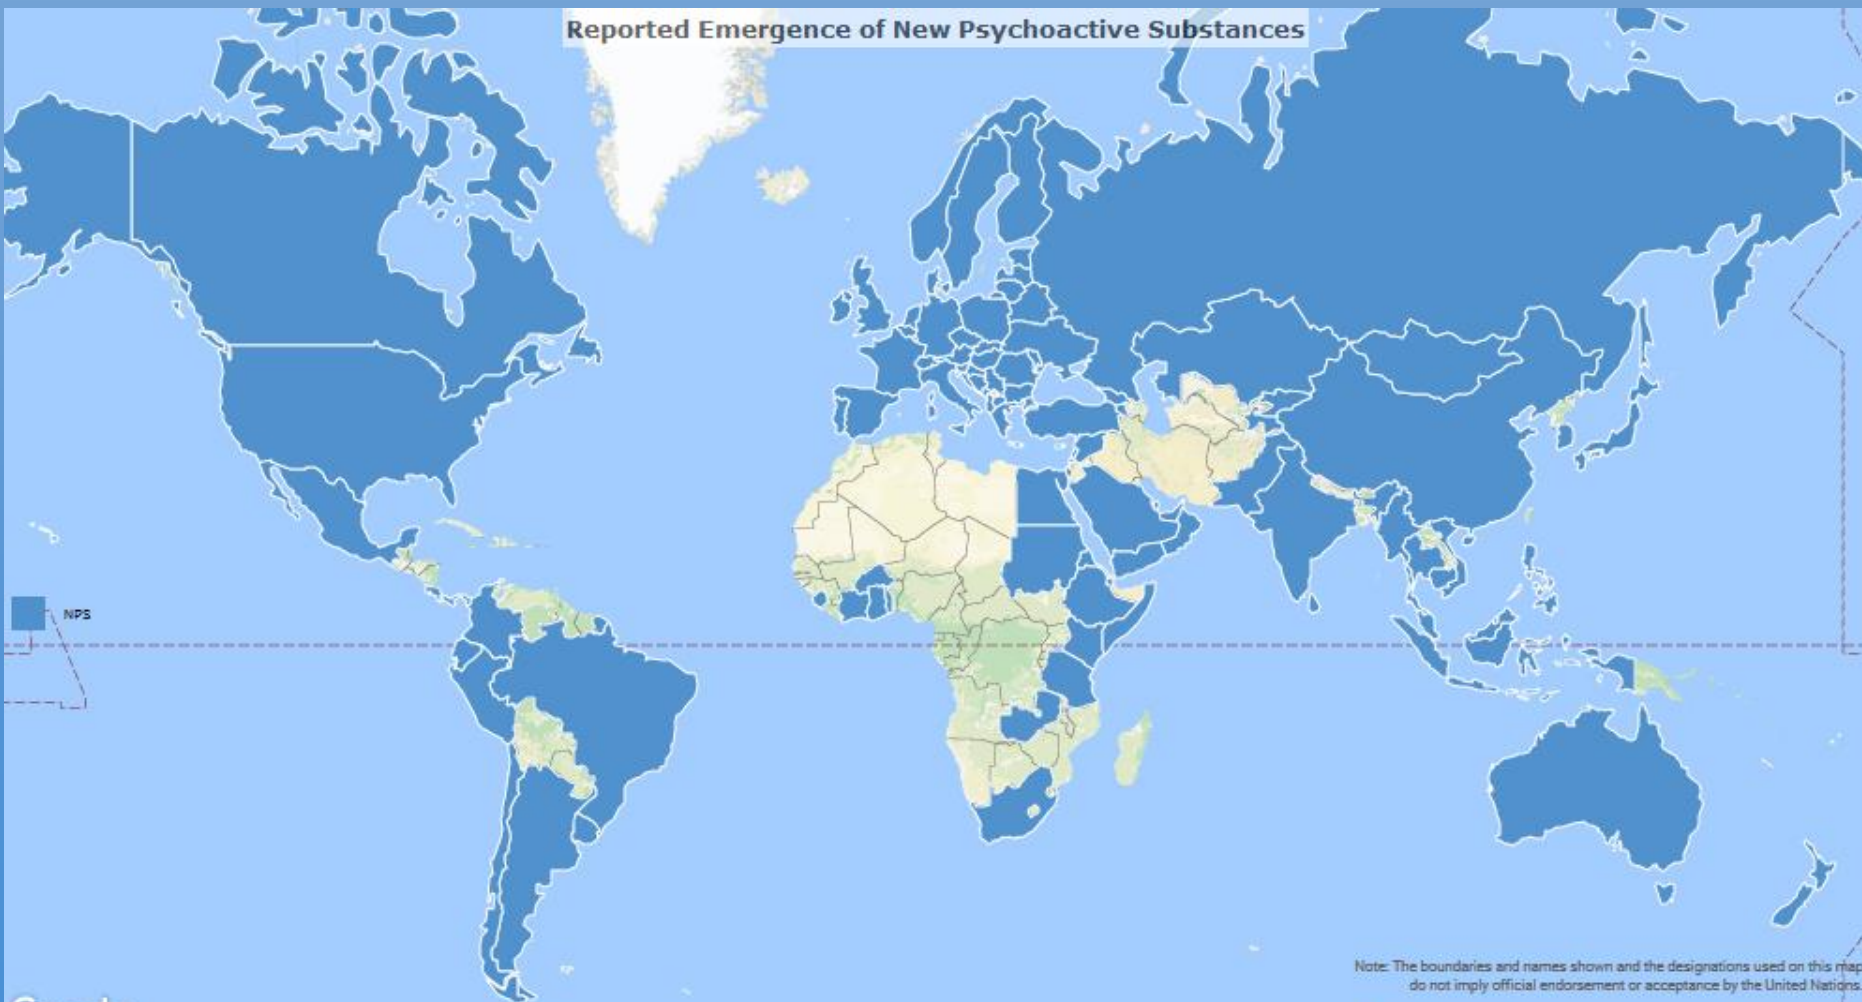 Reported Emergence of New Psychoactive Substances
NPS
Note: The boundaries and names shown and the designations used on this map
do not imply official endorsement or acceptance by the United Nations.